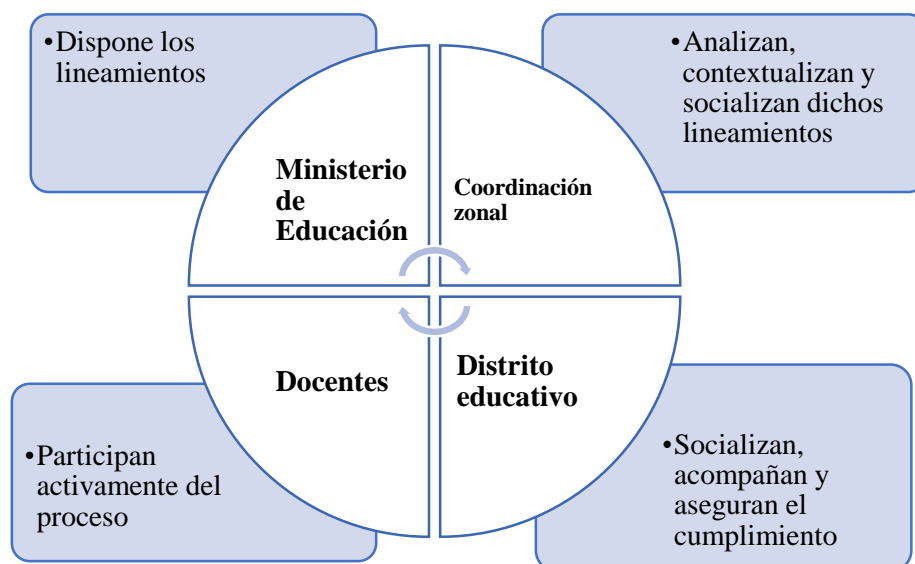 •Dispone los
lineamientos
•Analizan,
contextualizan y
socializan dichos
lineamientos
Ministerio
de
Educación
Coordinación
zonal
Docentes
Distrito
educativo
•Participan
activamente del
proceso
•Socializan,
acompañan y
aseguran el
cumplimiento